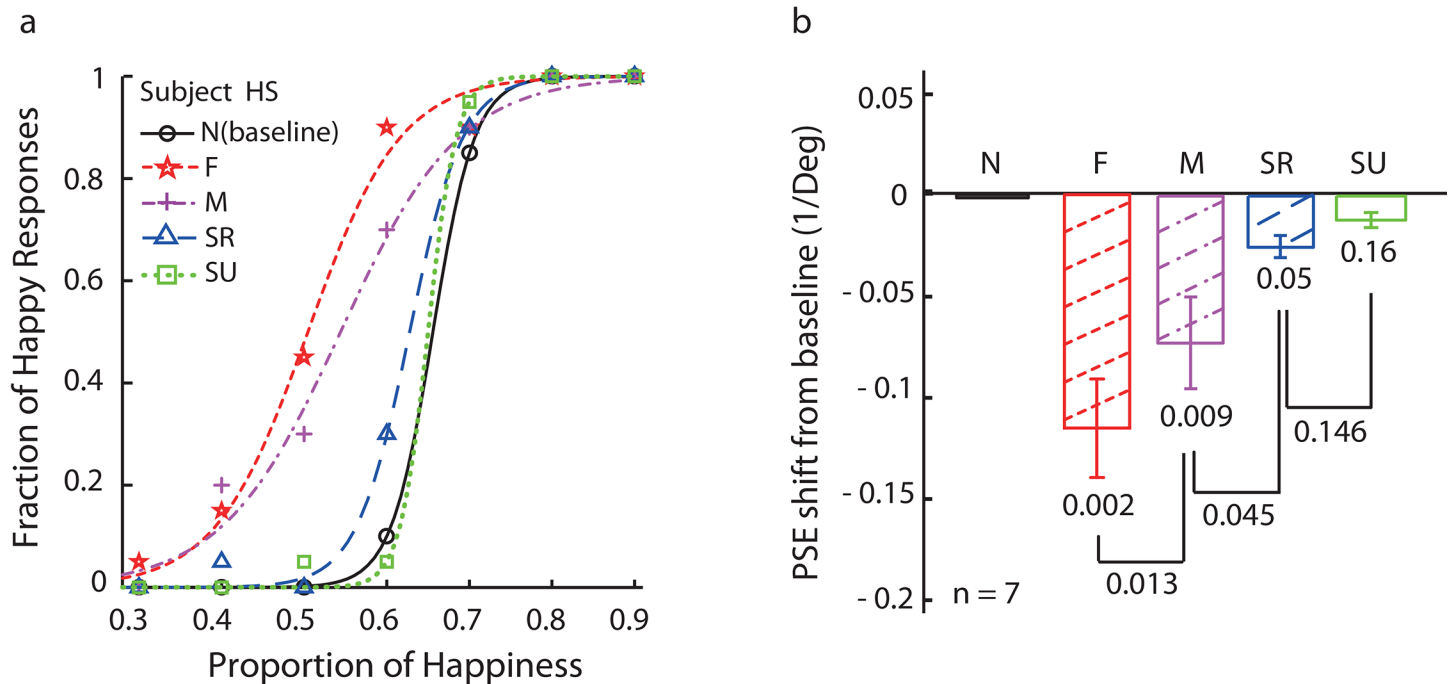 a
Fraction of Happy Responses
1
0.8
0.6
0.4
0.2
0
Subject HS
N(baseline)
F
M
SR
SU
0.3 0.4 0.5 0.6 0.7 0.8 0.9
Proportion of Happiness
b
PSE shift from baseline (1/Deg)
0.05
0
- 0.05
- 0.1
- 0.15
- 0.2
N F M SR SU
0.002
0.009
0.05
0.16
0.013
0.045
0.146
n = 7